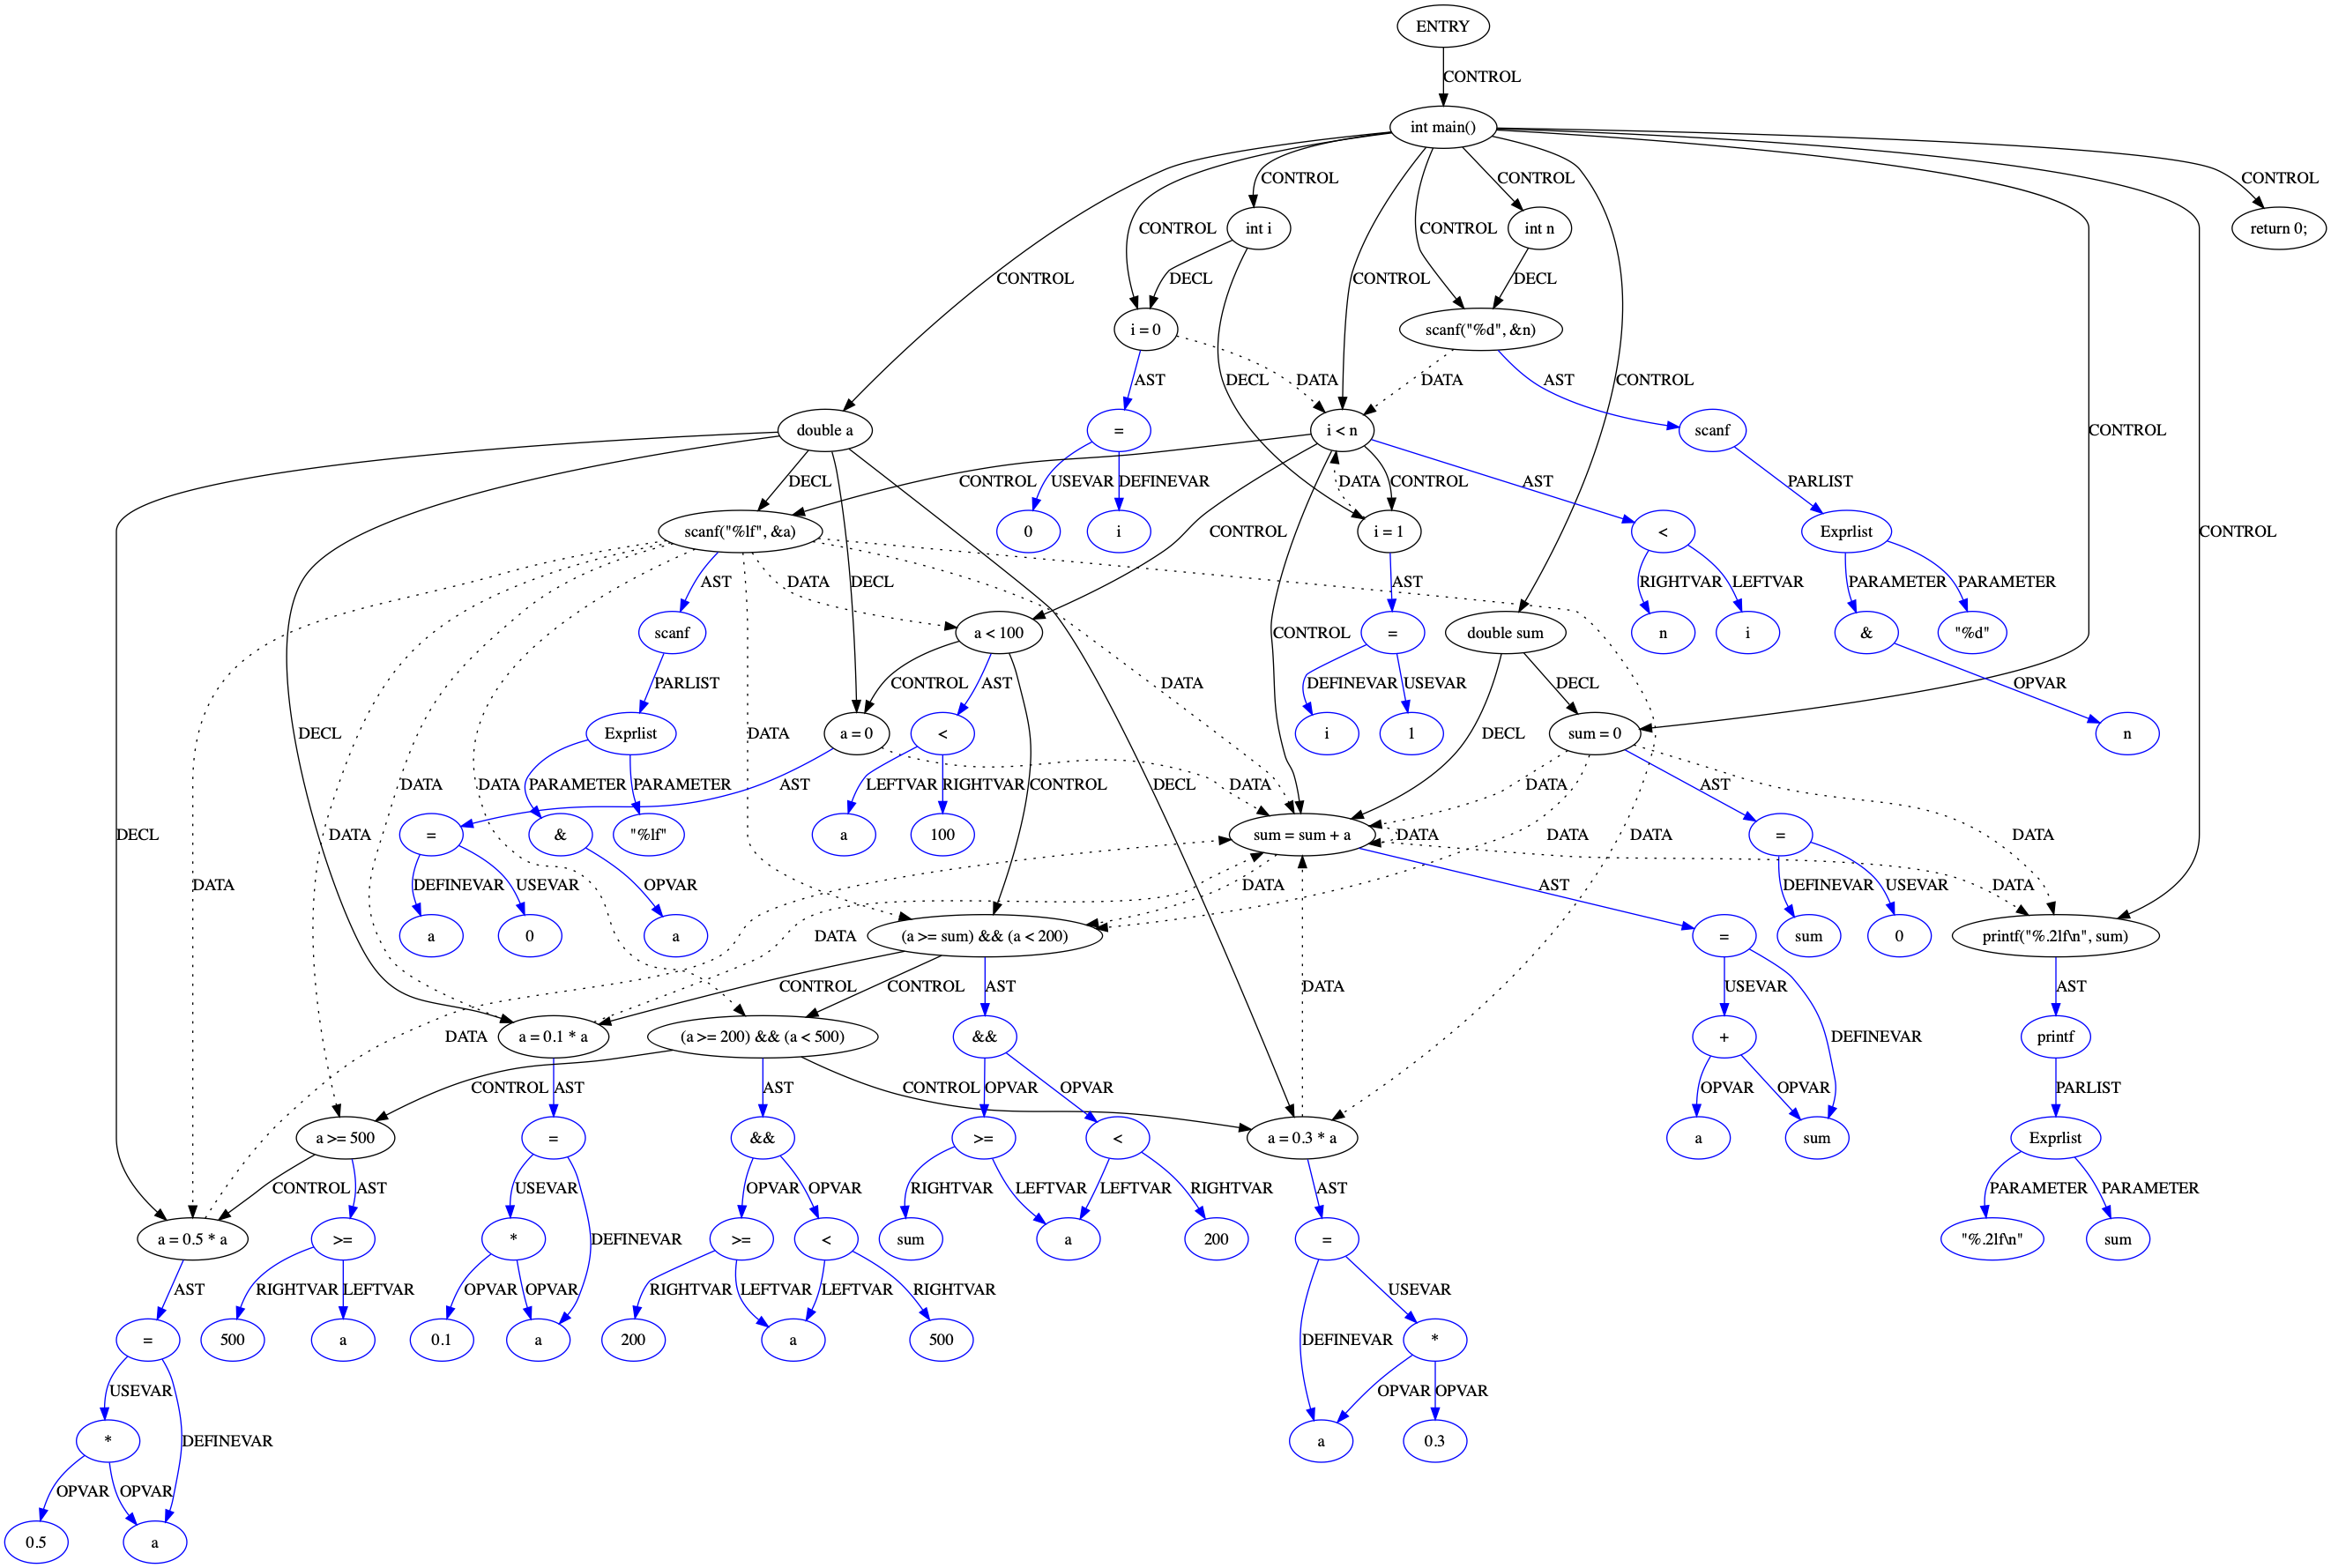 ENTRY
CONTROL
int main()
CONTROL
CONTROL
CONTROL
int i
int n
return 0;
CONTROL
CONTROL
CONTROL
CONTROL
DECL
DECL
i = 0
scanf("%d", &n)
AST
DATA
DATA
AST
DECL
CONTROL
double a
=
i < n
scanf
CONTROL
DECL
CONTROL
USEVAR
DEFINEVAR
DATA
CONTROL
AST
PARLIST
scanf("%lf", &a)
0
i
i = 1
<
Exprlist
CONTROL
CONTROL
AST
DATA
DECL
AST
RIGHTVAR
LEFTVAR
PARAMETER
PARAMETER
scanf
a < 100
=
double sum
n
i
&
"%d"
CONTROL
PARLIST
CONTROL
AST
DATA
DEFINEVAR
USEVAR
DECL
OPVAR
Exprlist
a = 0
<
i
1
sum = 0
n
DECL
DECL
DATA
DATA
PARAMETER
PARAMETER
AST
DATA
LEFTVAR
RIGHTVAR
CONTROL
DECL
DATA
DATA
AST
DECL
DATA
=
&
"%lf"
a
100
sum = sum + a
DATA
DATA
DATA
=
DATA
DATA
DEFINEVAR
USEVAR
OPVAR
DATA
AST
DATA
DEFINEVAR
USEVAR
a
0
a
DATA
(a >= sum) && (a < 200)
=
sum
0
printf("%.2lf\n", sum)
CONTROL
CONTROL
AST
DATA
USEVAR
AST
DATA
a = 0.1 * a
(a >= 200) && (a < 500)
&&
+
DEFINEVAR
printf
CONTROL
AST
AST
CONTROL
OPVAR
OPVAR
OPVAR
OPVAR
PARLIST
a >= 500
=
&&
>=
<
a = 0.3 * a
a
sum
Exprlist
CONTROL
AST
USEVAR
OPVAR
OPVAR
RIGHTVAR
LEFTVAR
LEFTVAR
RIGHTVAR
AST
PARAMETER
PARAMETER
a = 0.5 * a
>=
*
DEFINEVAR
>=
<
sum
a
200
=
"%.2lf\n"
sum
AST
RIGHTVAR
LEFTVAR
OPVAR
OPVAR
RIGHTVAR
LEFTVAR
LEFTVAR
RIGHTVAR
USEVAR
=
500
a
0.1
a
200
a
500
DEFINEVAR
*
USEVAR
OPVAR
OPVAR
*
DEFINEVAR
a
0.3
OPVAR
OPVAR
0.5
a